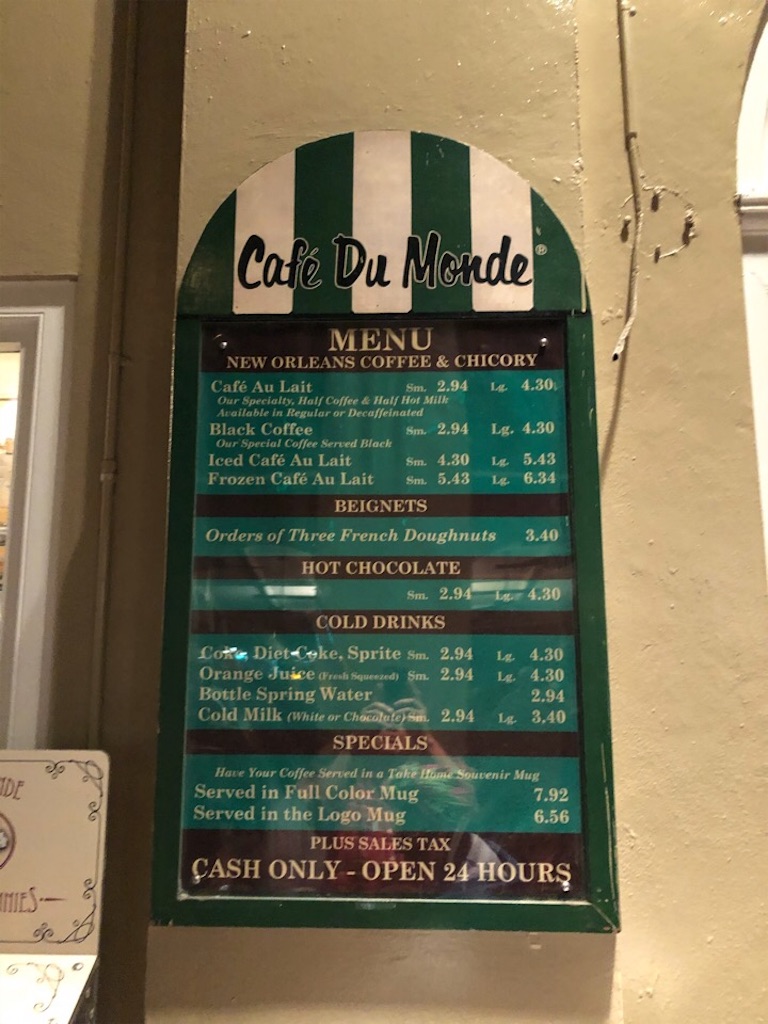 Café Du Monde®
MENU
NEW ORLEANS COFFEE & CHICORY
Café Au Lait Sm. 2.94 Lg. 4.30
Our Specialty, Half Coffee & Half Hot Milk
Available in Regular or Decaffeinated
Black Coffee Sm. 2.94 Lg. 4.30
Our Special Coffee Served Black
Iced Café Au Lait Sm. 4.30 Lg. 5.43
Frozen Café Au Lait Sm. 5.43 Lg. 6.34
BEIGNETS
Orders of Three French Doughnuts 3.40
HOT CHOCOLATE
Sm. 2.94 Lg. 4.30
COLD DRINKS
Coke, Diet Coke, Sprite Sm. 2.94 Lg. 4.30
Orange Juice (Fresh Squeezed) Sm. 2.94 Lg. 4.30
Bottle Spring Water 2.94
Cold Milk (White or Chocolate) Sm. 2.94 Lg. 3.40
SPECIALS
Have Your Coffee Served in a Take Home Souvenir Mug
Served in Full Color Mug 7.92
Served in the Logo Mug 6.56
PLUS SALES TAX
CASH ONLY - OPEN 24 HOURS